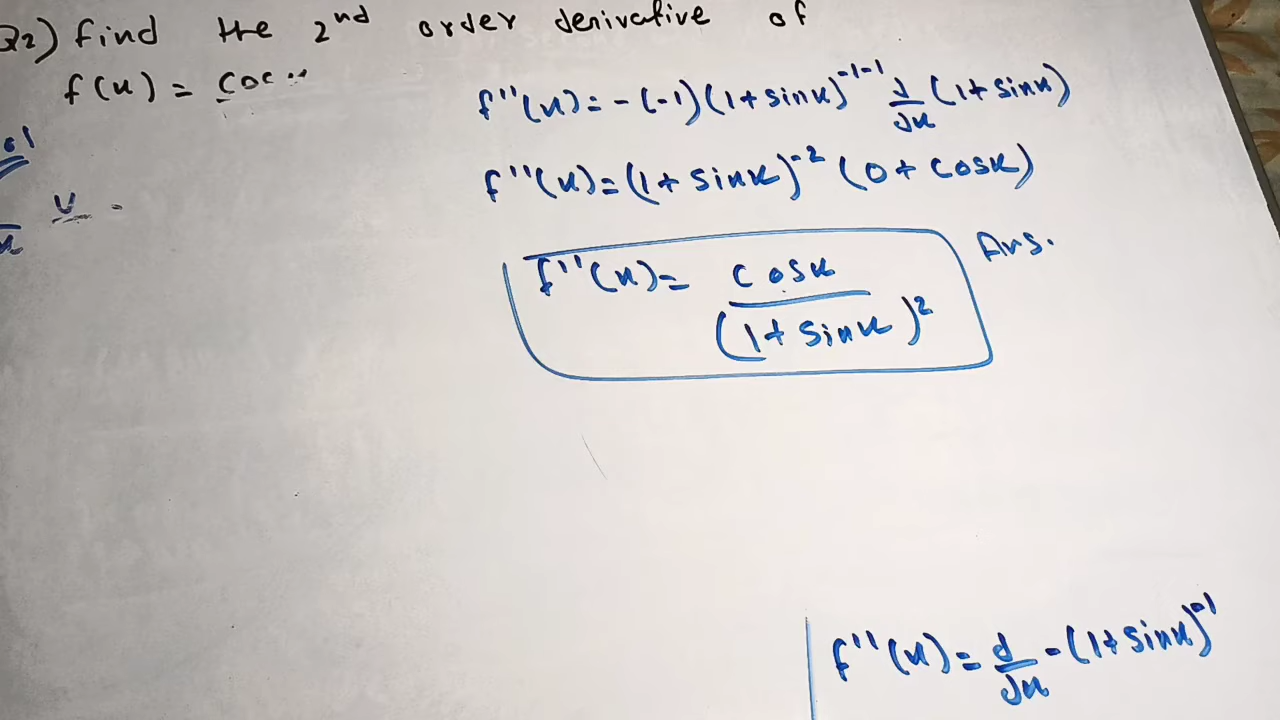 Q2) find the 2nd order derivative of
f(x) =
f''(x) = -(-1)(1+sinx)^-1-1 d/dx (1+sinx)
f''(x) = (1+sinx)^-2 (0+cosx)
f''(x) = cosx / (1+sinx)^2 Ans.
f''(x) = d/dx -(1+sinx)^-1